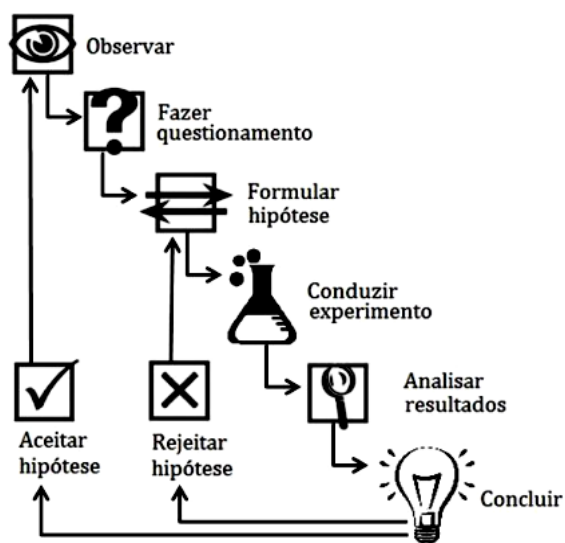 Observar
Fazer
questionamento
Formular
hipótese
Conduzir
experimento
Analisar
resultados
Aceitar
hipótese
Rejeitar
hipótese
Concluir